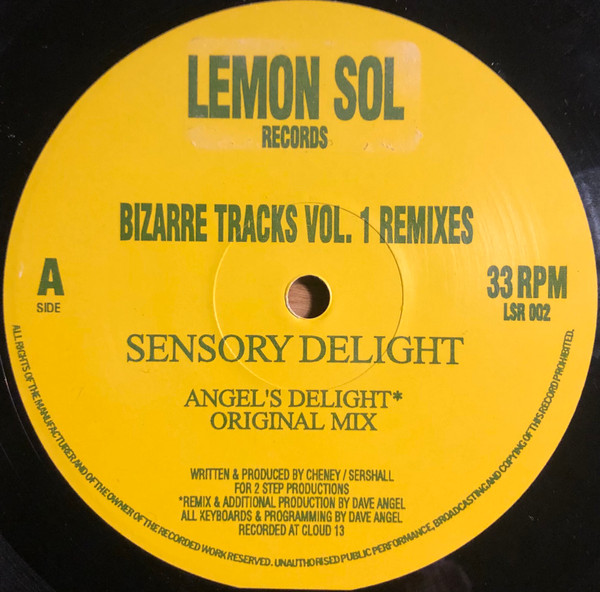 LEMON SOL
RECORDS
BIZARRE TRACKS VOL. 1 REMIXES
A
SIDE
33 RPM
LSR 002
SENSORY DELIGHT
ANGEL'S DELIGHT*
ORIGINAL MIX
WRITTEN & PRODUCED BY CHENEY / SERSHALL
FOR 2 STEP PRODUCTIONS
*REMIX & ADDITIONAL PRODUCTION BY DAVE ANGEL
ALL KEYBOARDS & PROGRAMMING BY DAVE ANGEL
RECORDED AT CLOUD 13
ALL RIGHTS OF THE MANUFACTURER AND OF THE OWNER OF THE RECORDED WORK RESERVED. UNAUTHORISED PUBLIC PERFORMANCE, BROADCASTING AND COPYING OF THIS RECORD PROHIBITED.